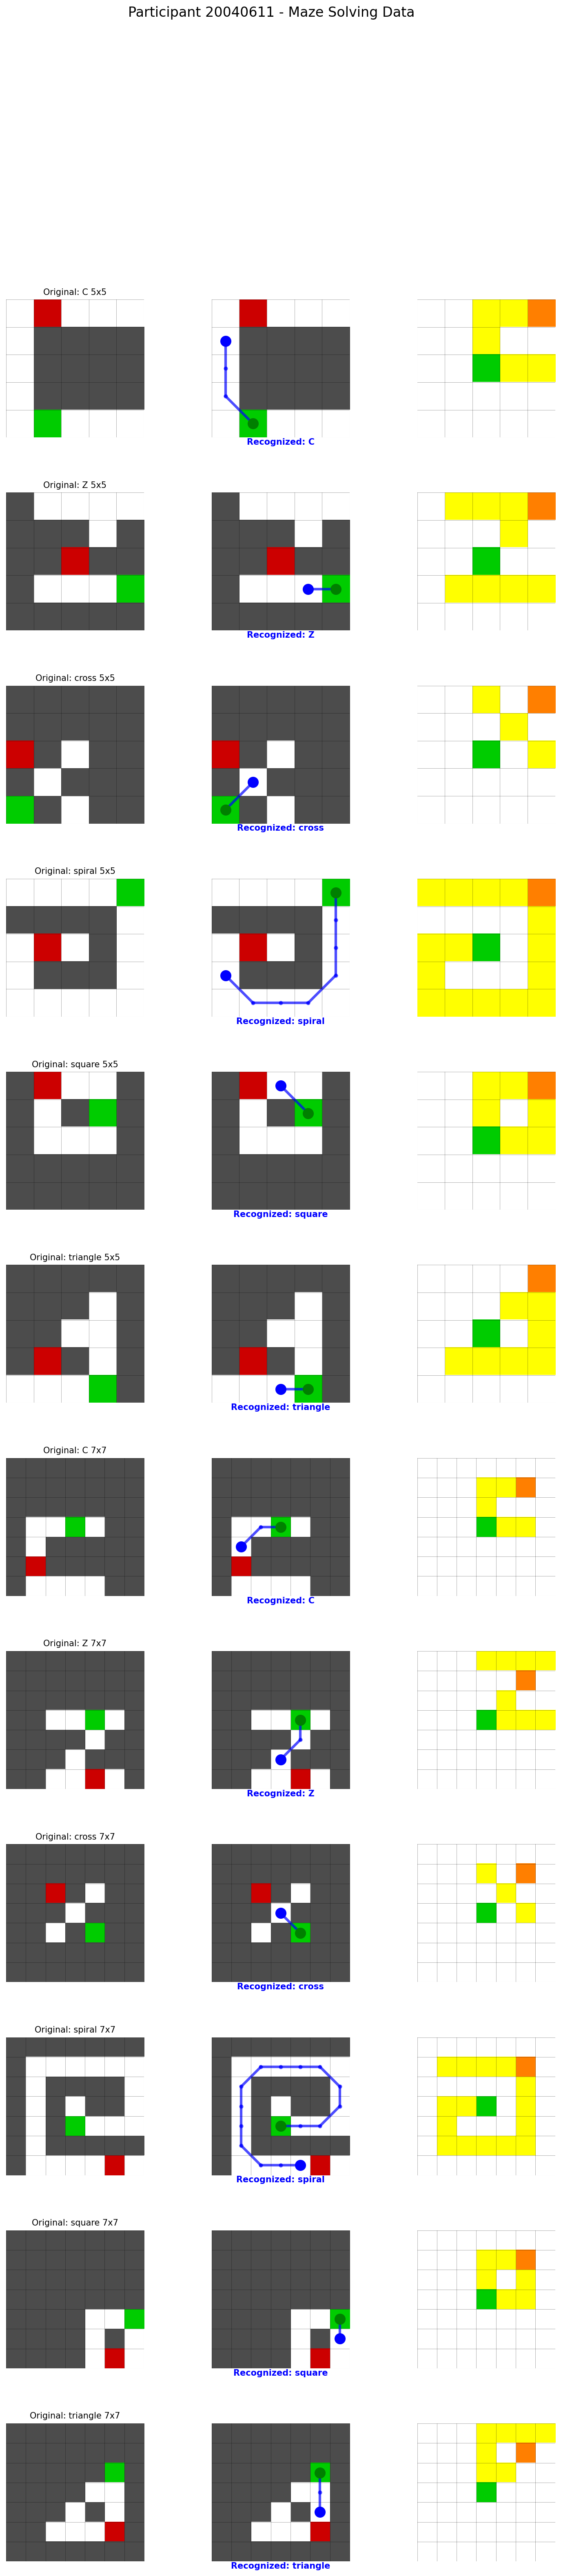 Participant 20040611 - Maze Solving Data
Original: C 5x5
Recognized: C
Original: Z 5x5
Recognized: Z
Original: cross 5x5
Recognized: cross
Original: spiral 5x5
Recognized: spiral
Original: square 5x5
Recognized: square
Original: triangle 5x5
Recognized: triangle
Original: C 7x7
Recognized: C
Original: Z 7x7
Recognized: Z
Original: cross 7x7
Recognized: cross
Original: spiral 7x7
Recognized: spiral
Original: square 7x7
Recognized: square
Original: triangle 7x7
Recognized: triangle